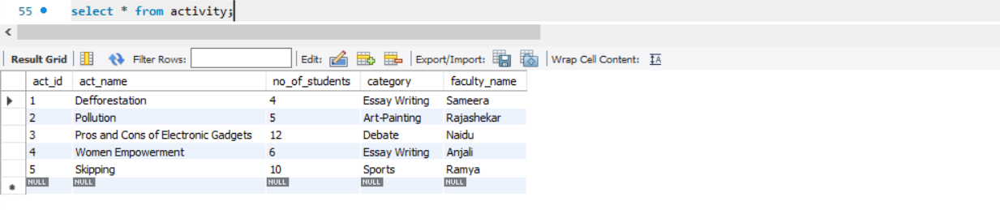 55 select * from activity;
Result Grid Filter Rows: Edit: Export/Import: Wrap Cell Content: IA
act_id act_name no_of_students category faculty_name
1 Defforestation 4 Essay Writing Sameera
2 Pollution 5 Art-Painting Rajashekar
3 Pros and Cons of Electronic Gadgets 12 Debate Naidu
4 Women Empowerment 6 Essay Writing Anjali
5 Skipping 10 Sports Ramya
NULL NULL NULL NULL NULL